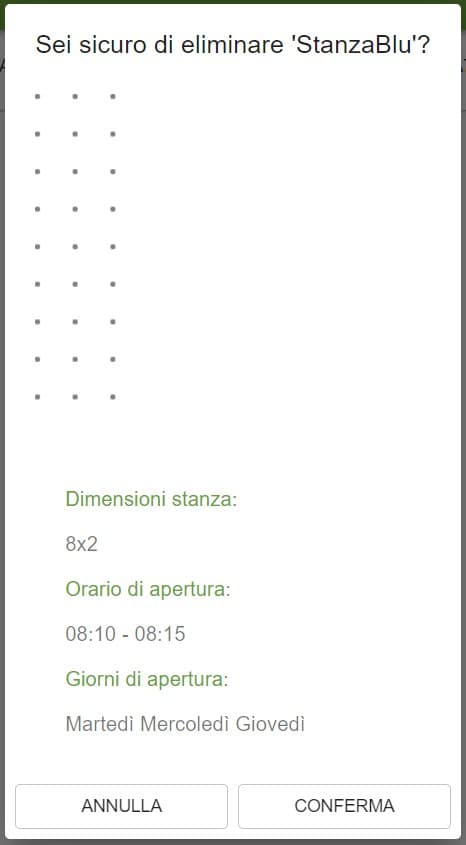 Sei sicuro di eliminare 'StanzaBlu'?
Dimensioni stanza:
8x2
Orario di apertura:
08:10 - 08:15
Giorni di apertura:
Martedì Mercoledì Giovedì
ANNULLA
CONFERMA